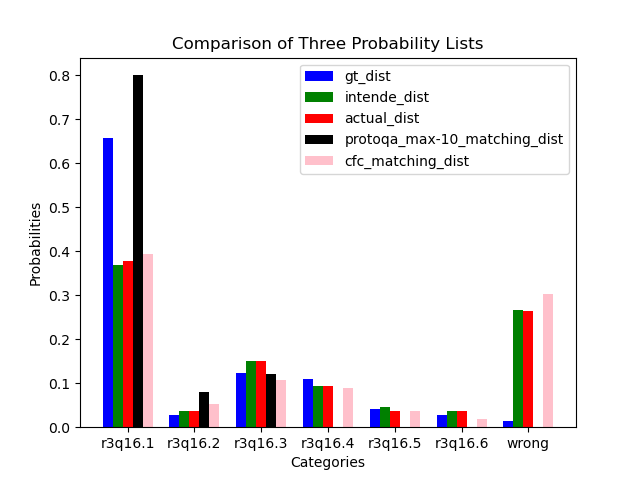 Comparison of Three Probability Lists
gt_dist
intende_dist
actual_dist
protoqa_max-10_matching_dist
cfc_matching_dist
Probabilities
0.8
0.7
0.6
0.5
0.4
0.3
0.2
0.1
0.0
r3q16.1 r3q16.2 r3q16.3 r3q16.4 r3q16.5 r3q16.6 wrong
Categories